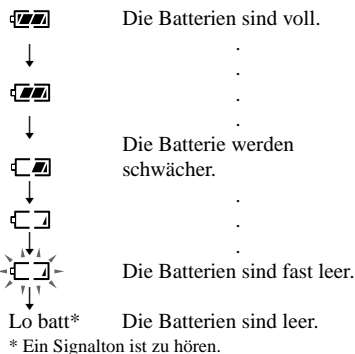 Die Batterien sind voll.
.
.
.
.
Die Batterie werden
schwächer.
.
.
.
Die Batterien sind fast leer.
Lo batt* Die Batterien sind leer.
* Ein Signalton ist zu hören.